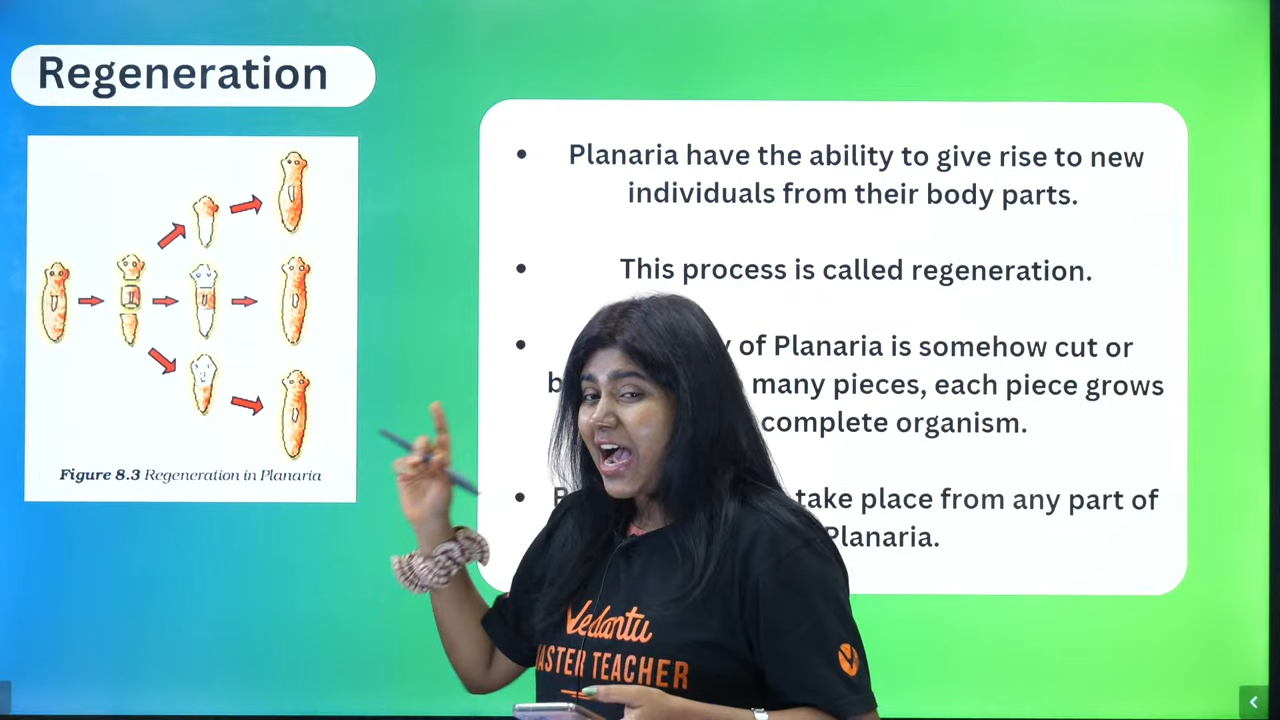 Regeneration
Planaria have the ability to give rise to new
individuals from their body parts.
This process is called regeneration.
y of Planaria is somehow cut or
b many pieces, each piece grows
complete organism.
take place from any part of
Planaria.
Figure 8.3 Regeneration in Planaria
Vedantu
MASTER TEACHER